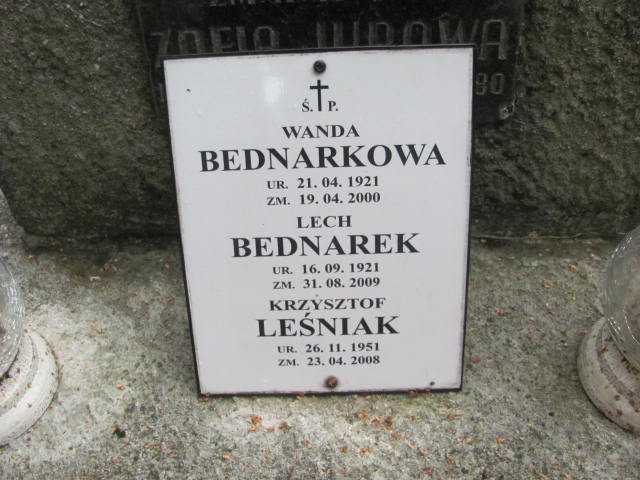 ZOFIA
Ś. P.
WANDA
BEDNARKOWA
UR. 21. 04. 1921
ZM. 19. 04. 2000
LECH
BEDNAREK
UR. 16. 09. 1921
ZM. 31. 08. 2009
KRZYSZTOF
LEŚNIAK
UR. 26. 11. 1951
ZM. 23. 04. 2008